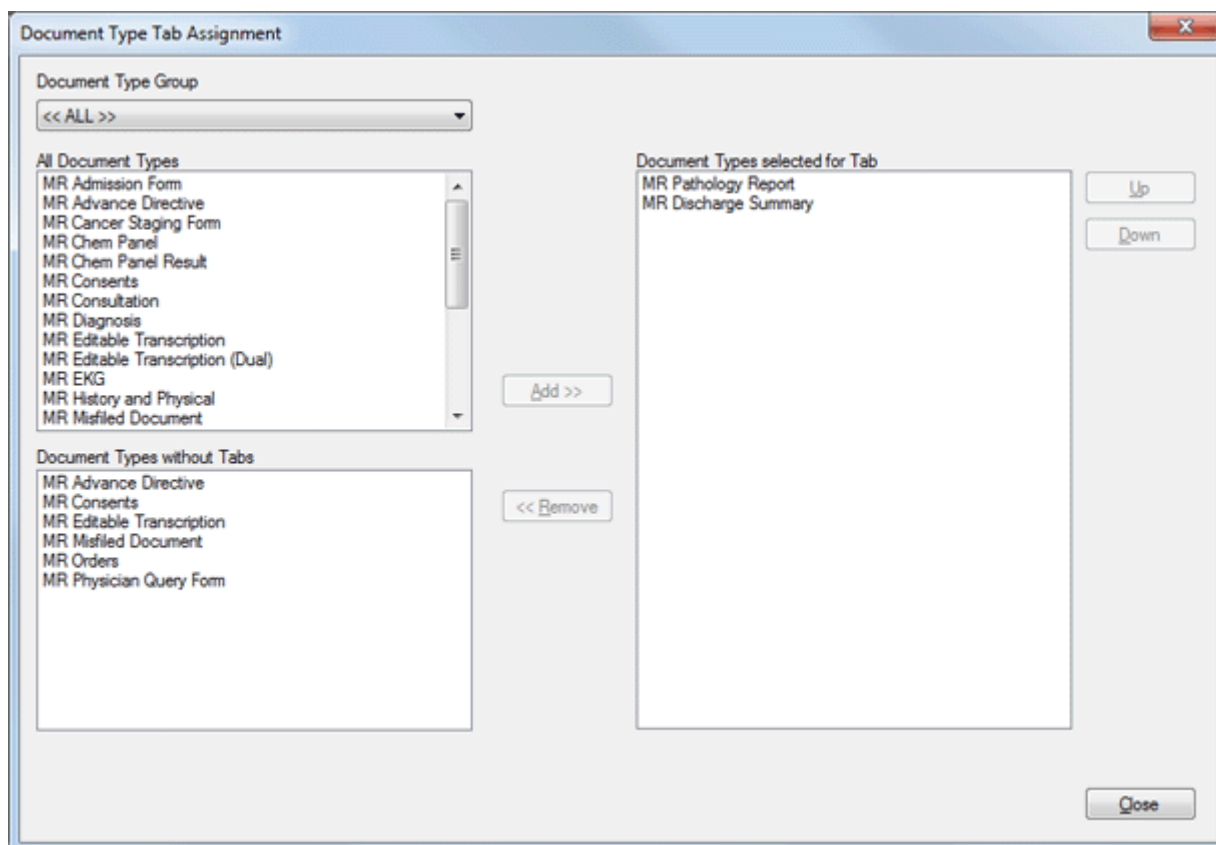 Document Type Tab Assignment
Document Type Group
<< ALL >>
All Document Types
MR Admission Form
MR Advance Directive
MR Cancer Staging Form
MR Chem Panel
MR Chem Panel Result
MR Consents
MR Consultation
MR Diagnosis
MR Editable Transcription
MR Editable Transcription (Dual)
MR EKG
MR History and Physical
MR Misfiled Document
Document Types without Tabs
MR Advance Directive
MR Consents
MR Editable Transcription
MR Misfiled Document
MR Orders
MR Physician Query Form
Add >>
<< Remove
Document Types selected for Tab
MR Pathology Report
MR Discharge Summary
Up
Down
Close